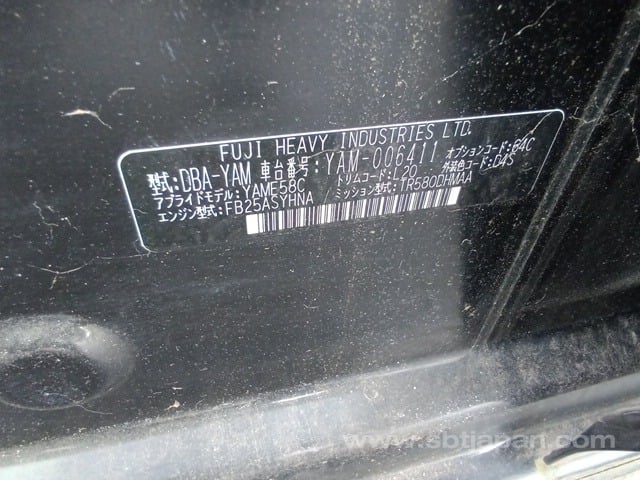 FUJI HEAVY INDUSTRIES LTD.
型式:DBA-YAM 車台番号:YAM-006411 オプションコード:64C
アプライドモデル:YAME58C トリムコード:L20 外装色コード:D4S
エンジン型式:FB25ASYHNA ミッション型式:TR580DHMAA
www.sbtjapan.com